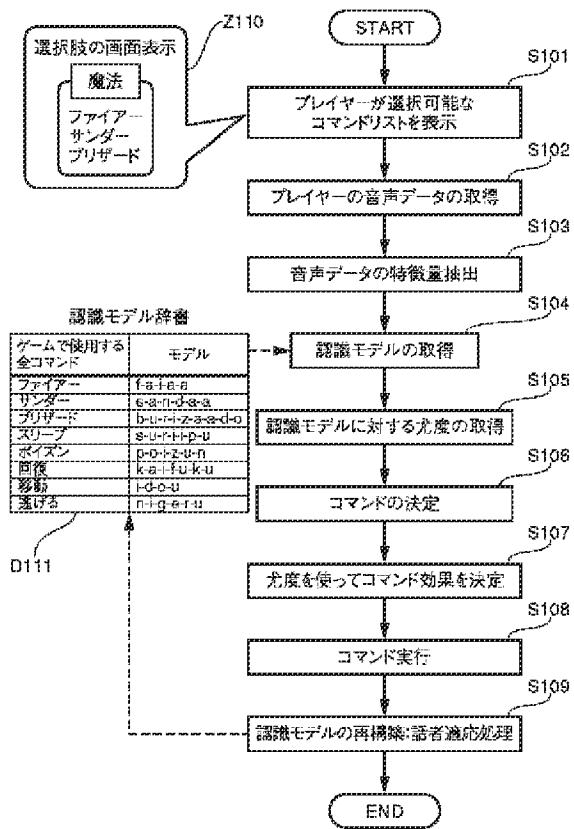 START
Z110
選択肢の画面表示
魔法
ファイアー
サンダー
ブリザード
S101
プレイヤーが選択可能な
コマンドリストを表示
S102
プレイヤーの音声データの取得
S103
音声データの特徴量抽出
S104
認識モデルの取得
認識モデル辞書
ゲームで使用する
全コマンド
モデル
ファイアー f-a-i-a-a
サンダー s-a-n-d-a-a
ブリザード b-u-r-i-z-a-a-d-o
スリープ s-u-r-i-i-p-u
ポイズン p-o-i-z-u-n
回復 k-a-i-f-u-k-u
移動 i-d-o-u
逃げる n-i-g-e-r-u
D111
S105
認識モデルに対する尤度の取得
S106
コマンドの決定
S107
尤度を使ってコマンド効果を決定
S108
コマンド実行
S109
認識モデルの再構築:話者適応処理
END